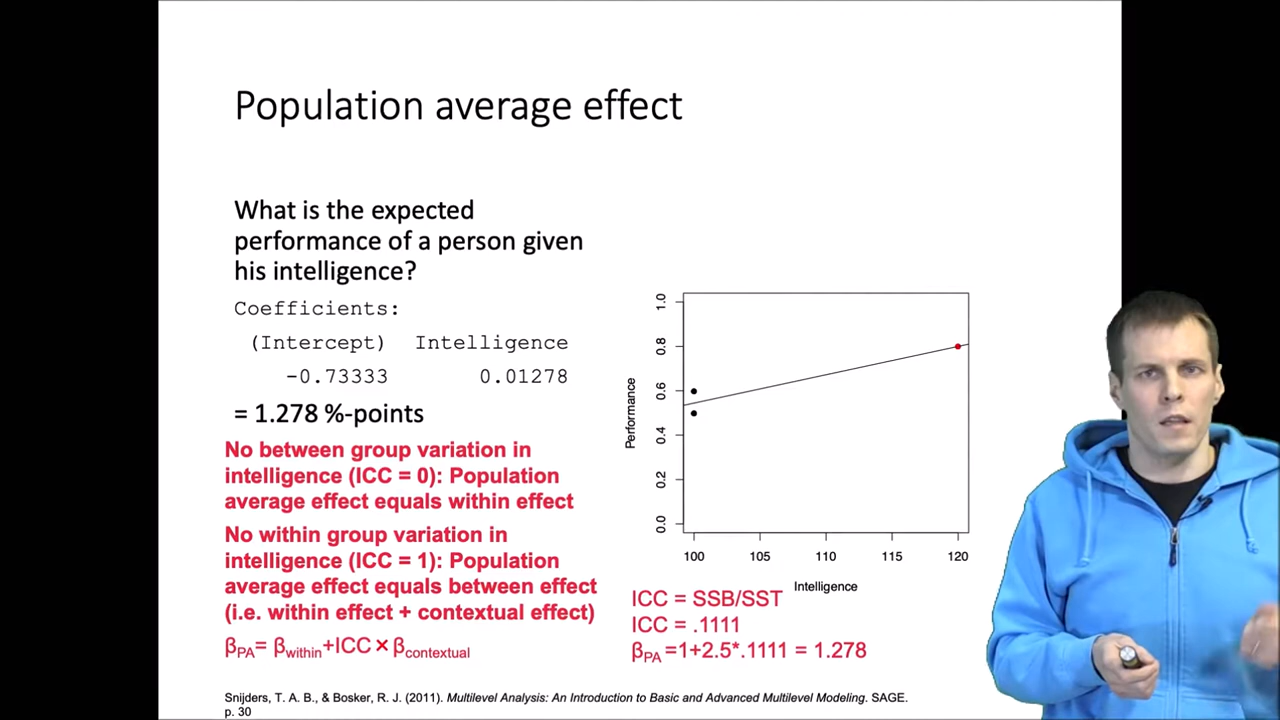 Population average effect
What is the expected
performance of a person given
his intelligence?
Coefficients:
(Intercept) Intelligence
-0.73333 0.01278
= 1.278 %-points
No between group variation in
intelligence (ICC = 0): Population
average effect equals within effect
No within group variation in
intelligence (ICC = 1): Population
average effect equals between effect
(i.e. within effect + contextual effect)
βPA= βwithin+ICC × βcontextual
Performance
1.0
0.8
0.6
0.4
0.2
0.0
100 105 110 115 120
Intelligence
ICC = SSB/SST
ICC = .1111
βPA =1+2.5*.1111 = 1.278
Snijders, T. A. B., & Bosker, R. J. (2011). Multilevel Analysis: An Introduction to Basic and Advanced Multilevel Modeling. SAGE.
p. 30